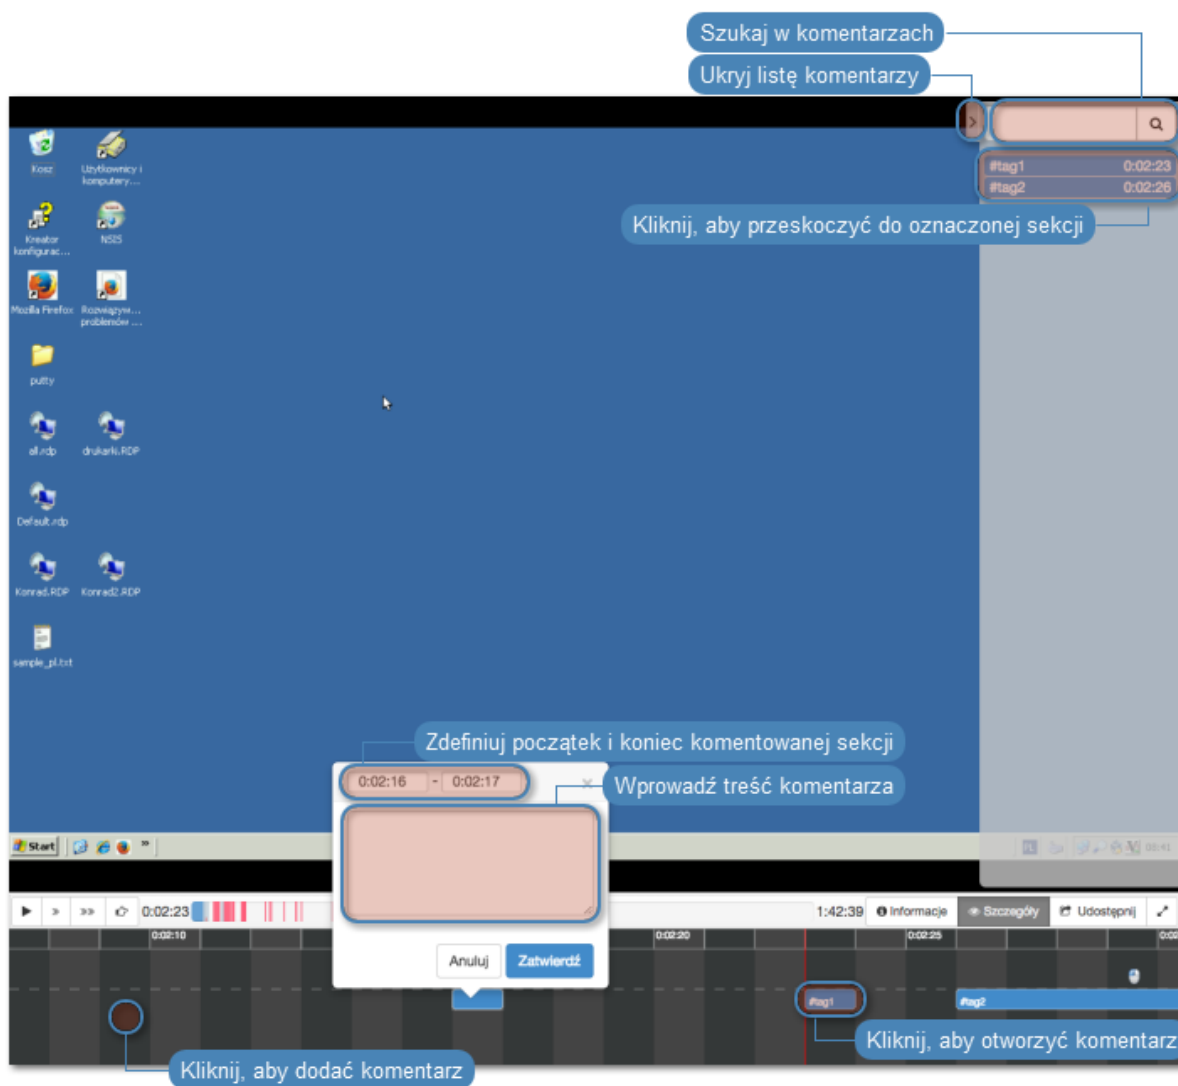 Szukaj w komentarzach
Ukryj listę komentarzy
#tag1 0:02:23
#tag2 0:02:26
Kliknij, aby przeskoczyć do oznaczonej sekcji
Kosz
Użytkownicy i
komputery...
Kreator
konfigurac...
NSIS
Mozilla Firefox
Rozwiązyw...
problemów ...
putty
all.rdp
drukarki.RDP
Default.rdp
Konrad.RDP
Konrad2.RDP
sample_pl.txt
Zdefiniuj początek i koniec komentowanej sekcji
0:02:16 - 0:02:17
Wprowadź treść komentarza
Start
PL
00:41
0:02:23
1:42:39
Informacje
Szczegóły
Udostępnij
0:02:10
0:02:20
0:02:25
Anuluj
Zatwierdź
#tag1
#tag2
Kliknij, aby otworzyć komentarz
Kliknij, aby dodać komentarz